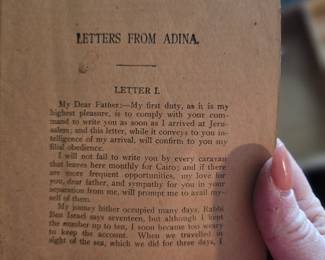 LETTERS FROM ADINA.
LETTER I.
My Dear Father:—My first duty, as it is my
highest pleasure, is to comply with your com-
mand to write you as soon as I arrived at Jeru-
salem; and this letter, while it conveys to you in-
telligence of my arrival, will confirm to you my
filial obedience.
I will not fail to write you by every caravan
that leaves here monthly for Cairo; and if there
are more frequent opportunities, my love for
you, dear father, and sympathy for you in your
separation from me, will prompt me to avail my-
self of them.
My journey hither occupied many days, Rabbi
Ben Israel says seventeen, but although I kept
the number up to ten, I soon became too weary
to keep the account. When we travelled in
sight of the sea, which we did for three days, I